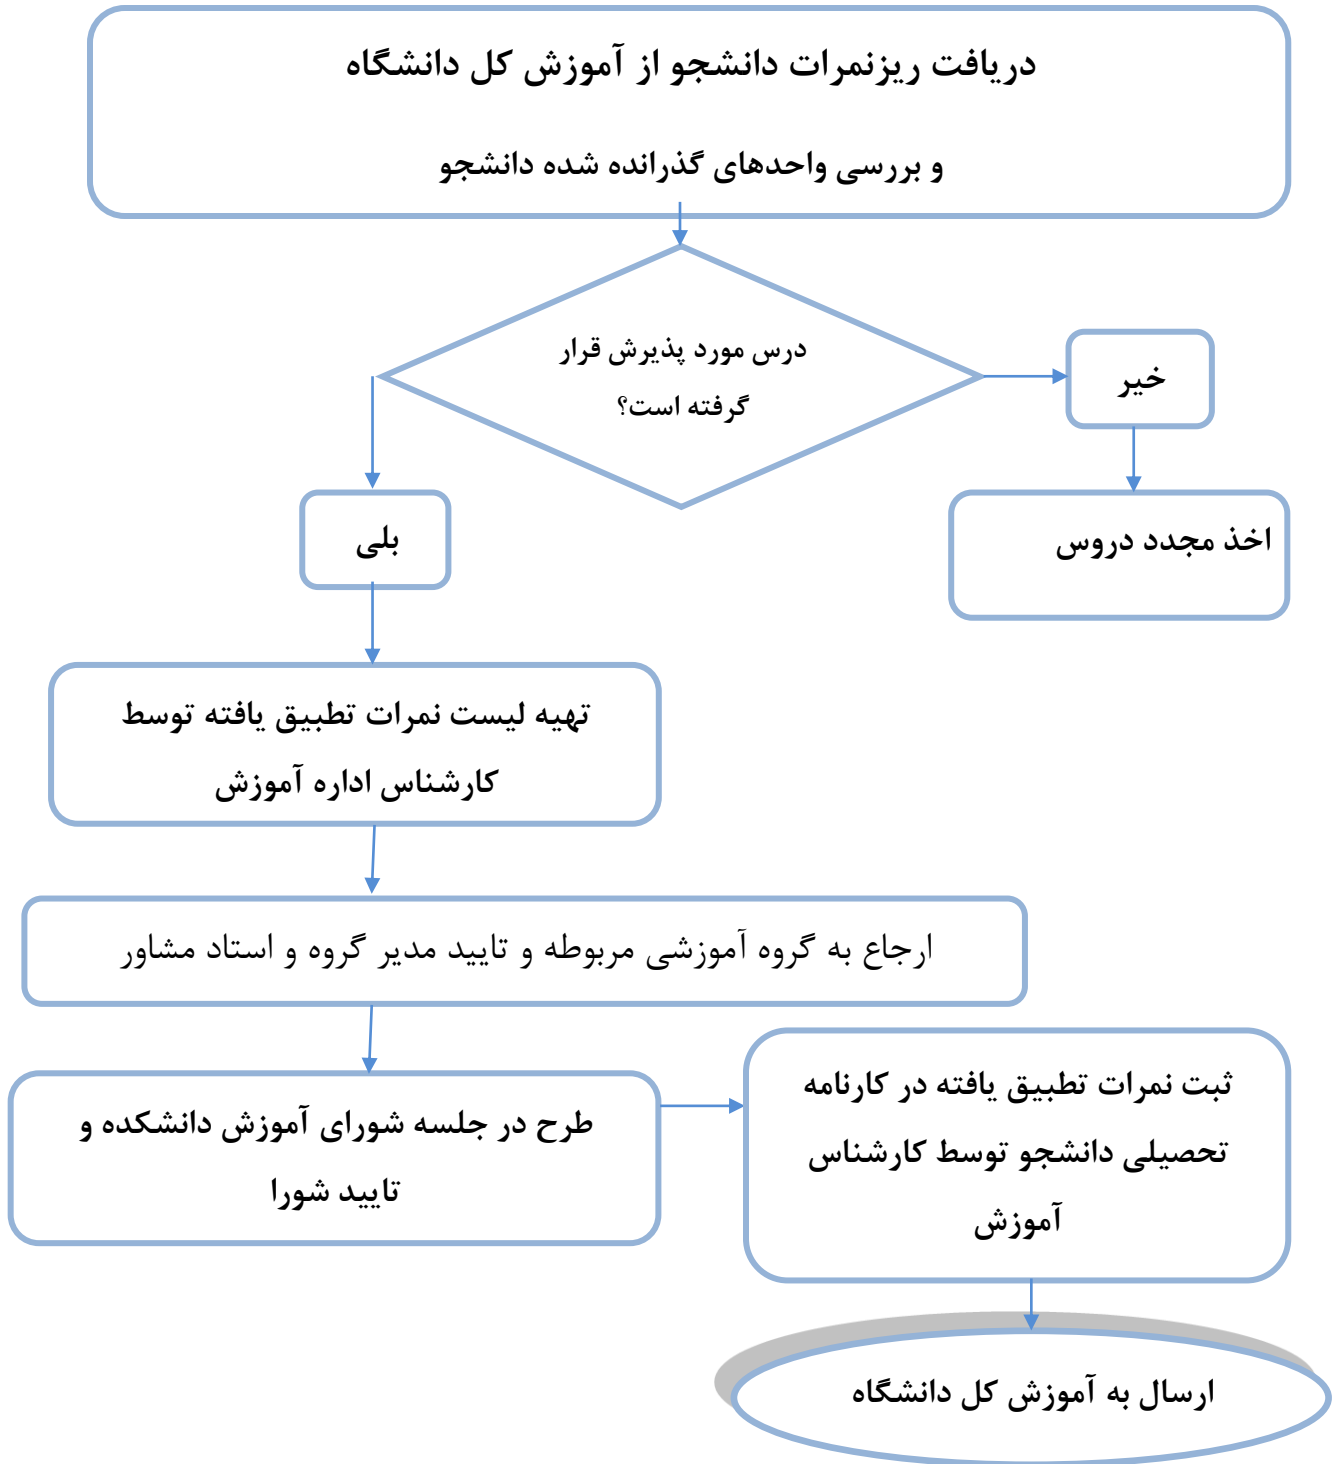 دریافت ریزنمرات دانشجو از آموزش کل دانشگاه
و بررسی واحدهای گذرانده شده دانشجو
درس مورد پذیرش قرار
گرفته است؟
خیر
اخذ مجدد دروس
بلی
تهیه لیست نمرات تطبیق یافته توسط
کارشناس اداره آموزش
ارجاع به گروه آموزشی مربوطه و تایید مدیر گروه و استاد مشاور
طرح در جلسه شورای آموزش دانشکده و
تایید شورا
ثبت نمرات تطبیق یافته در کارنامه
تحصیلی دانشجو توسط کارشناس
آموزش
ارسال به آموزش کل دانشگاه